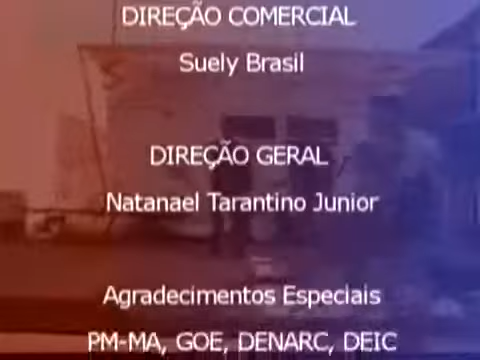 DIREÇÃO COMERCIAL
Suely Brasil
DIREÇÃO GERAL
Natanael Tarantino Junior
Agradecimentos Especiais
PM-MA, GOE, DENARC, DEIC